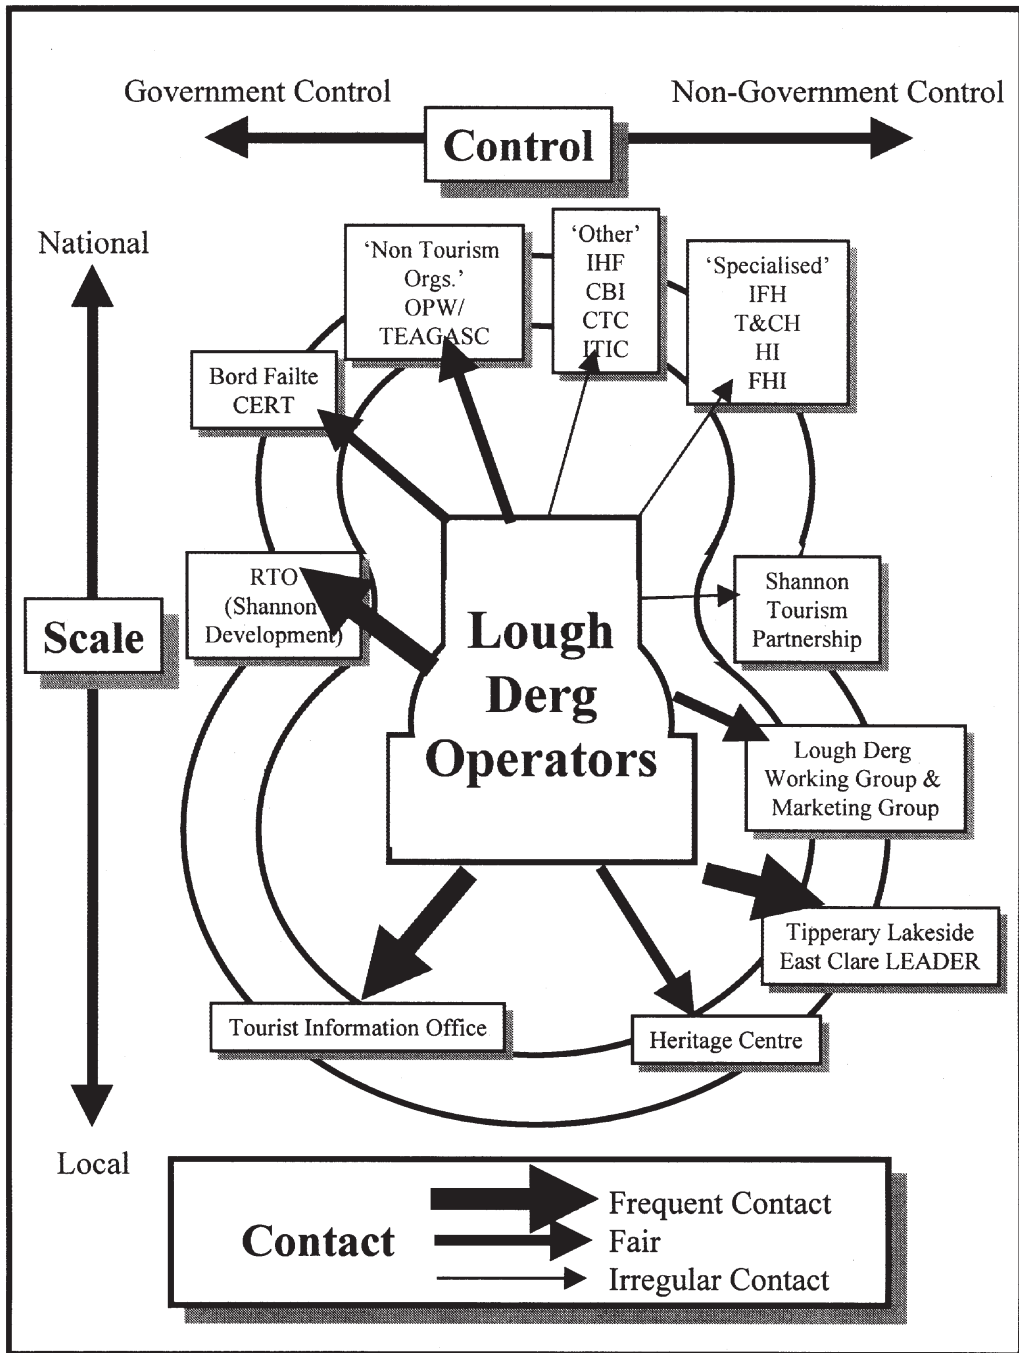 Government Control
Non-Government Control
Control
National
'Non Tourism
Orgs.'
OPW/
TEAGASC
'Other'
IHF
CBI
CTC
ITIC
'Specialised'
IFH
T&CH
HI
FHI
Bord Failte
CERT
RTO
(Shannon
Development)
Scale
Lough
Derg
Operators
Shannon
Tourism
Partnership
Lough Derg
Working Group &
Marketing Group
Tipperary Lakeside
East Clare LEADER
Tourist Information Office
Heritage Centre
Local
Contact
Frequent Contact
Fair
Irregular Contact